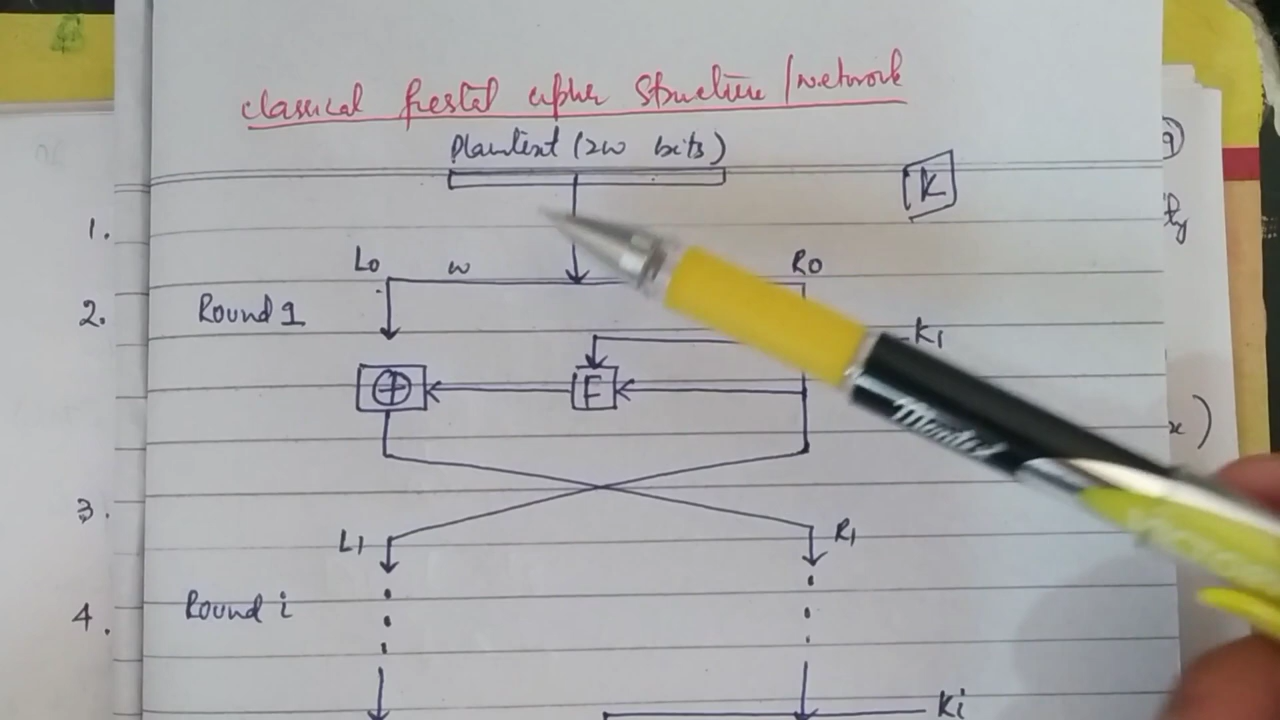 classical fiestal cipher structure/network
Plaintext (2w bits)
K
1.
L0 w R0
2. Round 1
K1
⊕ F
3.
L1 R1
4. Round i
Ki